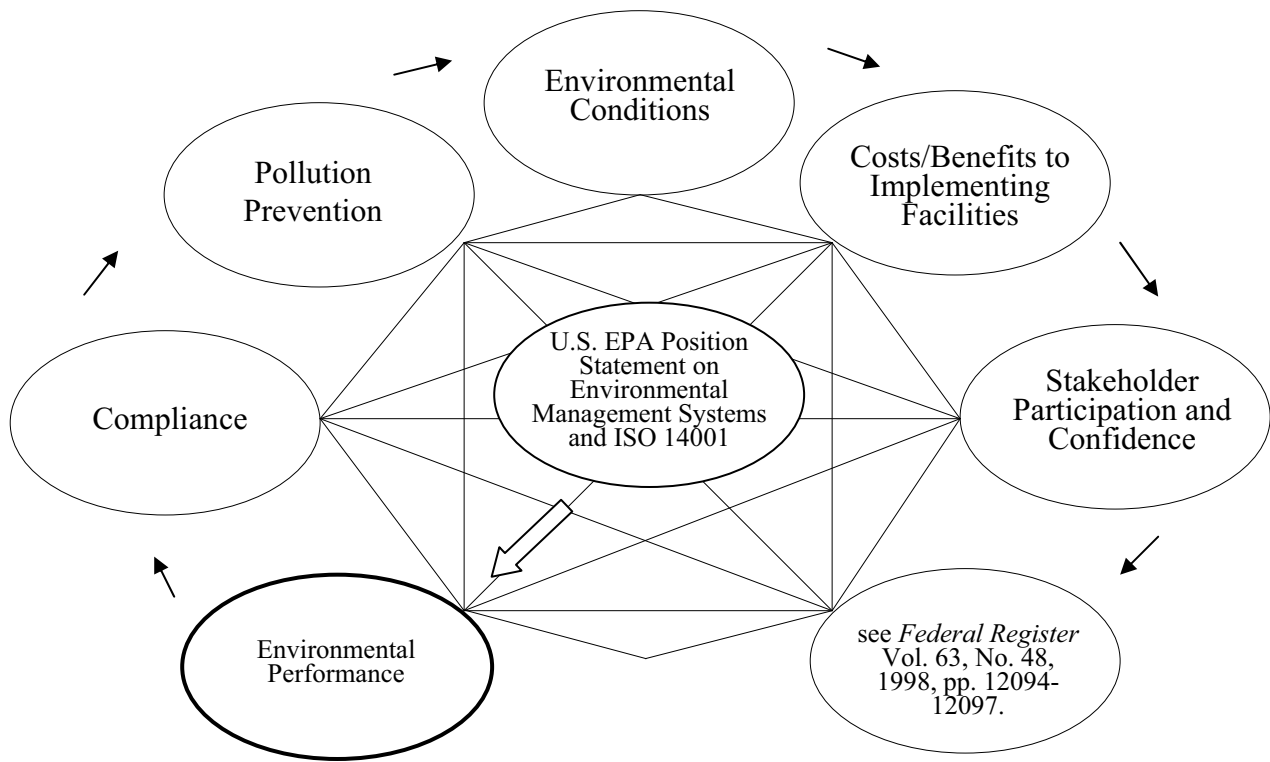 Environmental
Conditions
Pollution
Prevention
Costs/Benefits to
Implementing
Facilities
U.S. EPA Position
Statement on
Environmental
Management Systems
and ISO 14001
Compliance
Stakeholder
Participation and
Confidence
Environmental
Performance
see Federal Register
Vol. 63, No. 48,
1998, pp. 12094-
12097.